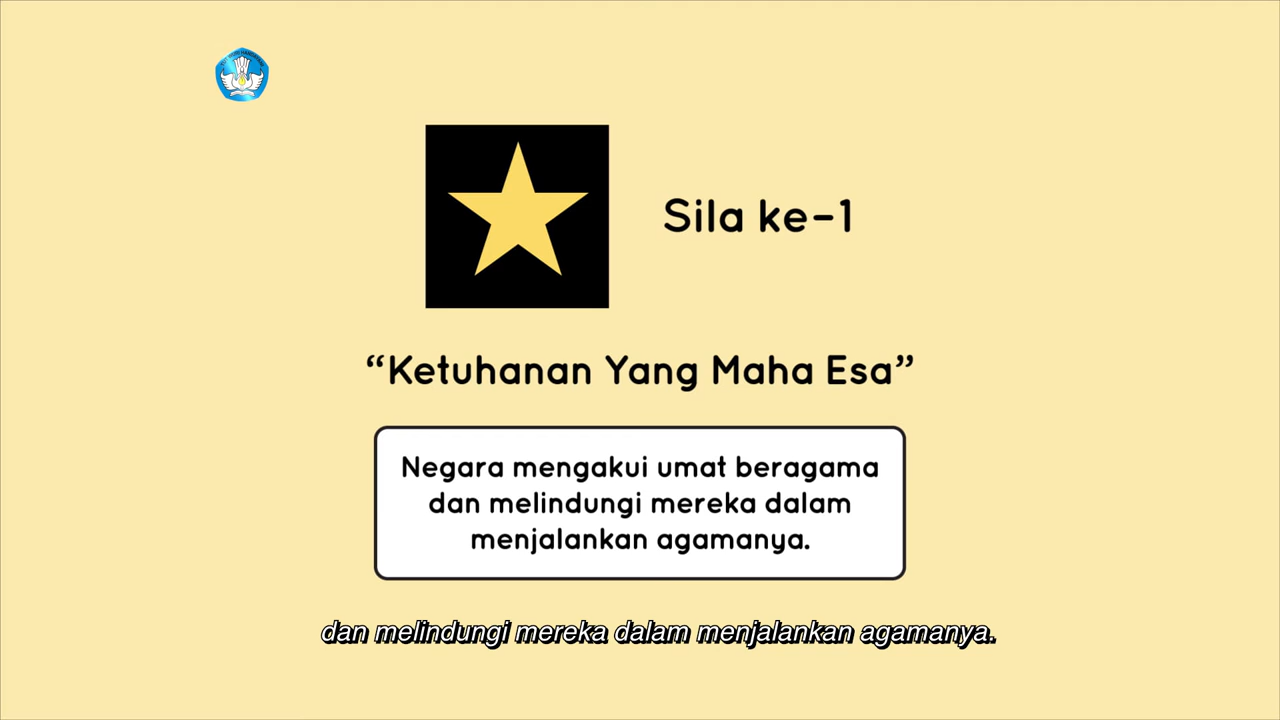 Sila ke-1
“Ketuhanan Yang Maha Esa”
Negara mengakui umat beragama
dan melindungi mereka dalam
menjalankan agamanya.
dan melindungi mereka dalam menjalankan agamanya.